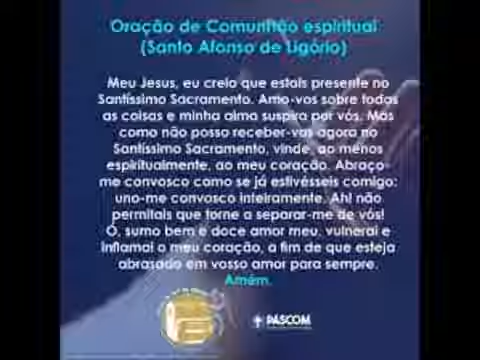 Oração de Comunhão espiritual
(Santo Afonso de Ligório)
Meu Jesus, eu creio que estais presente no
Santíssimo Sacramento. Amo-vos sobre todas
as coisas e minha alma suspira por vós. Mas
como não posso receber-vos agora no
Santíssimo Sacramento, vinde, ao menos
espiritualmente, ao meu coração. Abraço-
me convosco como se já estivésseis comigo:
uno-me convosco inteiramente. Ah! não
permitais que torne a separar-me de vós!
Ó, sumo bem e doce amor meu, vulnerai e
inflamai o meu coração, a fim de que esteja
abrasado em vosso amor para sempre.
Amém.
PASCOM